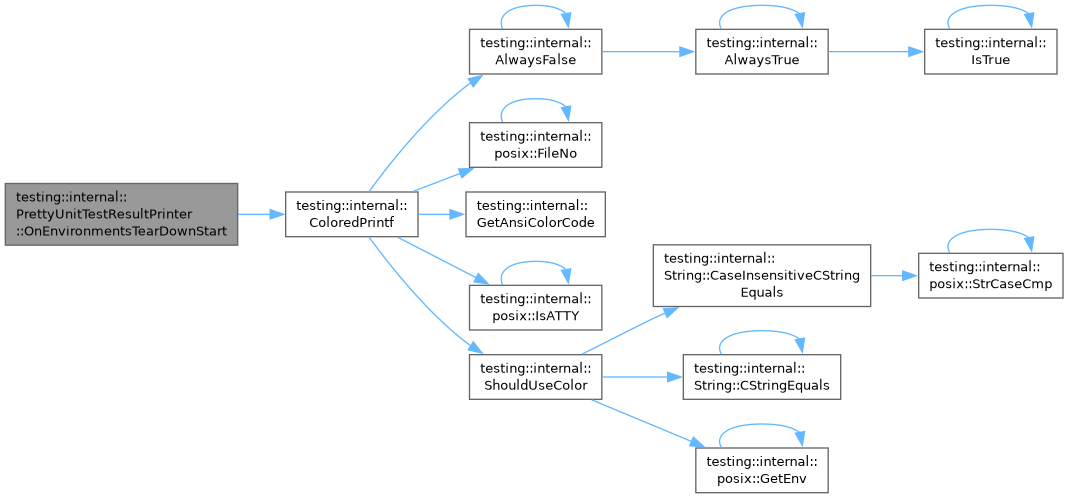 testing::internal::
PrettyUnitTestResultPrinter
::OnEnvironmentsTearDownStart
testing::internal::
ColoredPrintf
testing::internal::
AlwaysFalse
testing::internal::
AlwaysTrue
testing::internal::
IsTrue
testing::internal::
posix::FileNo
testing::internal::
GetAnsiColorCode
testing::internal::
posix::IsATTY
testing::internal::
ShouldUseColor
testing::internal::
String::CaseInsensitiveCString
Equals
testing::internal::
posix::StrCaseCmp
testing::internal::
String::CStringEquals
testing::internal::
posix::GetEnv